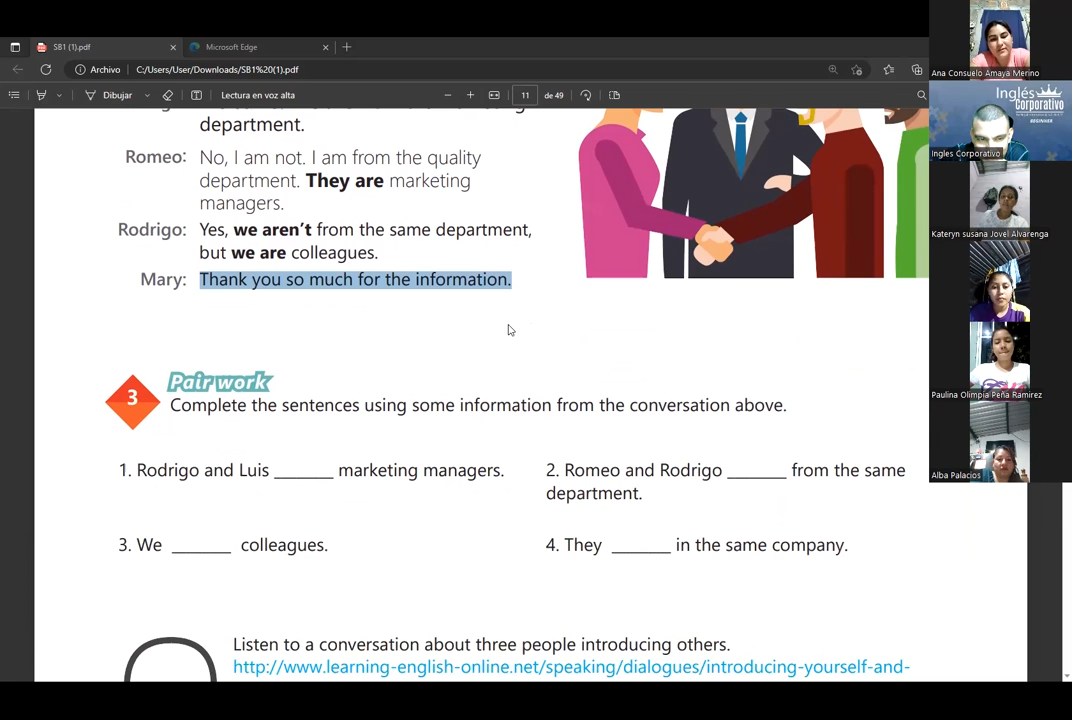 SB1 (1).pdf
Microsoft Edge
Archivo
C:/Users/User/Downloads/SB1%20(1).pdf
Dibujar
Lectura en voz alta
11
de 49
department.
Romeo: No, I am not. I am from the quality
department. They are marketing
managers.
Rodrigo: Yes, we aren't from the same department,
but we are colleagues.
Mary: Thank you so much for the information.
3
Pair work
Complete the sentences using some information from the conversation above.
1. Rodrigo and Luis ______ marketing managers.
2. Romeo and Rodrigo ______ from the same
department.
3. We ______ colleagues.
4. They ______ in the same company.
Listen to a conversation about three people introducing others.
http://www.learning-english-online.net/speaking/dialogues/introducing-yourself-and-
Ana Consuelo Amaya Merino
Inglés
Corporativo
BEGINNER
Ingles Corporativo
Kateryn susana Jovel Alvarenga
Paulina Olimpia Peña Ramirez
Alba Palacios